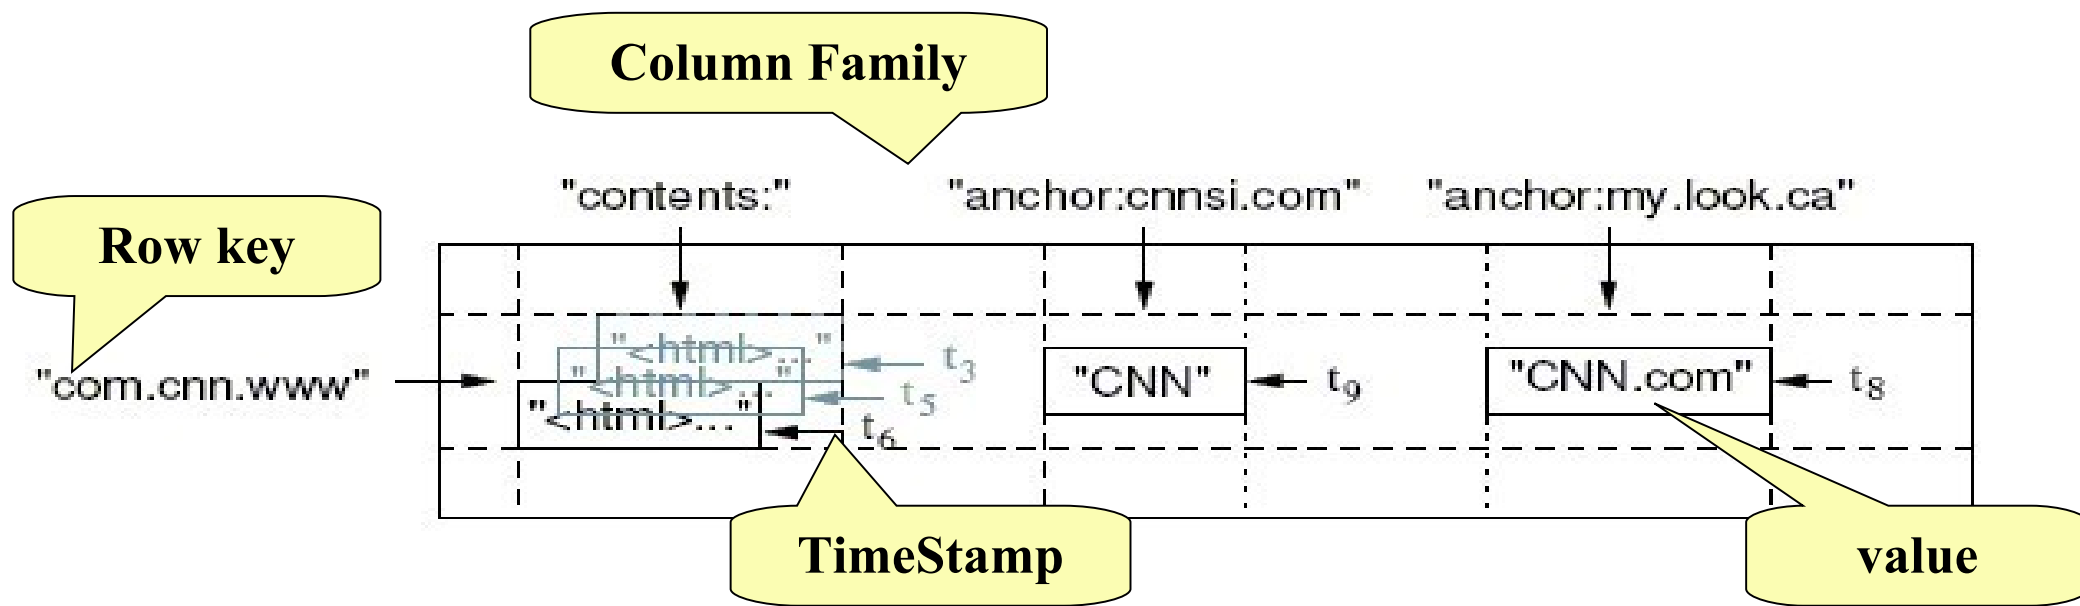 Column Family
"contents:" "anchor:cnnsi.com" "anchor:my.look.ca"
Row key
"<html>..." t3
"com.cnn.www" "<html>..." t5 "CNN" t9 "CNN.com" t8
"<html>..." t6
TimeStamp value